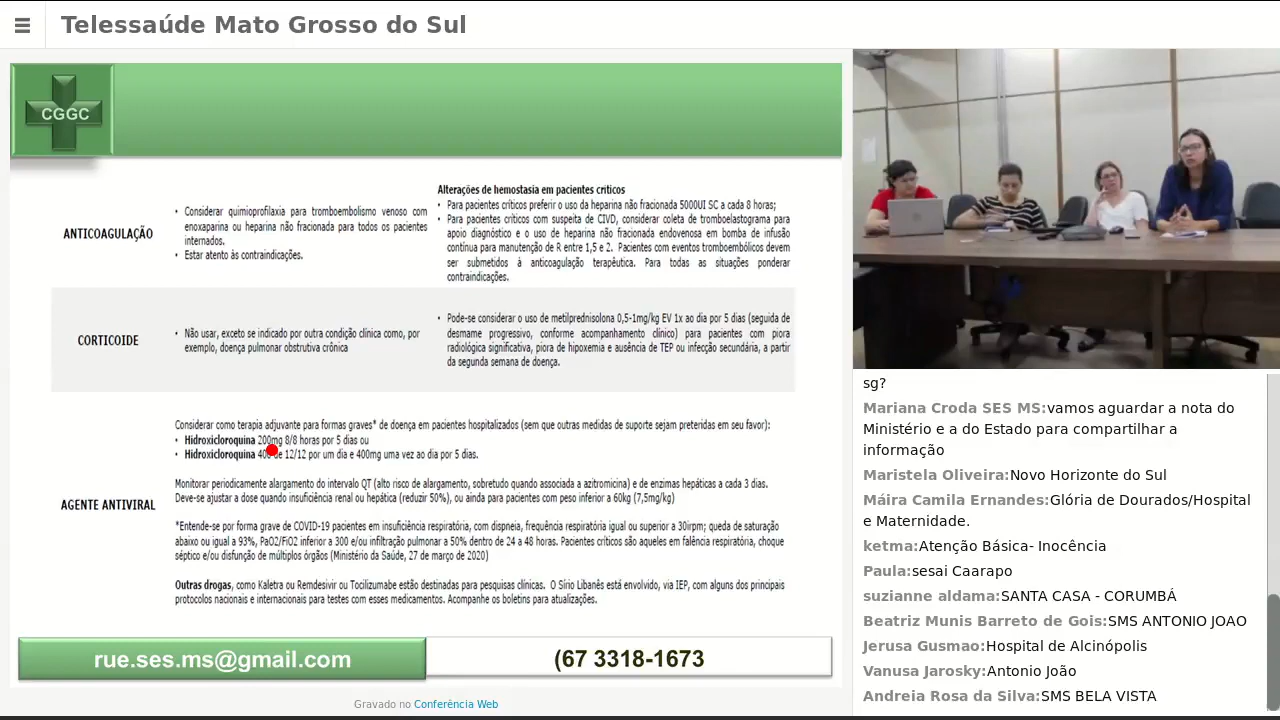 Telessaúde Mato Grosso do Sul
CGGC
ANTICOAGULAÇÃO
• Considerar quimioprofilaxia para tromboembolismo venoso com
enoxaparina ou heparina não fracionada para todos os pacientes
internados.
• Estar atento às contraindicações.
Alterações de hemostasia em pacientes críticos
• Para pacientes críticos preferir o uso da heparina não fracionada 5000UI SC a cada 8 horas;
• Para pacientes críticos com suspeita de CIVD, considerar coleta de tromboelastograma para
apoio diagnóstico e o uso de heparina não fracionada endovenosa em bomba de infusão
contínua para manutenção de R entre 1,5 e 2. Pacientes com eventos tromboembólicos devem
ser submetidos à anticoagulação terapêutica. Para todas as situações ponderar
contraindicações.
CORTICOIDE
• Não usar, exceto se indicado por outra condição clínica como, por
exemplo, doença pulmonar obstrutiva crônica
• Pode-se considerar o uso de metilprednisolona 0,5-1mg/kg EV 1x ao dia por 5 dias (seguida de
desmame progressivo, conforme acompanhamento clínico) para pacientes com piora
radiológica significativa, piora de hipoxemia e ausência de TEP ou infecção secundária, a partir
da segunda semana de doença.
AGENTE ANTIVIRAL
Considerar como terapia adjuvante para formas graves* de doença em pacientes hospitalizados (sem que outras medidas de suporte sejam preteridas em seu favor):
• Hidroxicloroquina 200mg 8/8 horas por 5 dias ou
• Hidroxicloroquina de 12/12 por um dia e 400mg uma vez ao dia por 5 dias.
Monitorar periodicamente alargamento do intervalo QT (alto risco de alargamento, sobretudo quando associada a azitromicina) e de enzimas hepáticas a cada 3 dias.
Deve-se ajustar a dose quando insuficiência renal ou hepática (reduzir 50%), ou ainda para pacientes com peso inferior a 60kg (7,5mg/kg)
*Entende-se por forma grave de COVID-19 pacientes em insuficiência respiratória, com dispneia, frequência respiratória igual ou superior a 30irpm; queda de saturação
abaixo ou igual a 93%, PaO2/FiO2 inferior a 300 e/ou infiltração pulmonar a 50% dentro de 24 a 48 horas. Pacientes críticos são aqueles em falência respiratória, choque
séptico e/ou disfunção de múltiplos órgãos (Ministério da Saúde, 27 de março de 2020)
Outras drogas, como Kaletra ou Remdesivir ou Tocilizumabe estão destinadas para pesquisas clínicas. O Sírio Libanês está envolvido, via IEP, com alguns dos principais
protocolos nacionais e internacionais para testes com esses medicamentos. Acompanhe os boletins para atualizações.
rue.ses.ms@gmail.com
(67 3318-1673
Gravado no Conferência Web
sg?
Mariana Croda SES MS:vamos aguardar a nota do
Ministério e a do Estado para compartilhar a
informação
Maristela Oliveira:Novo Horizonte do Sul
Máira Camila Ernandes:Glória de Dourados/Hospital
e Maternidade.
ketma:Atenção Básica- Inocência
Paula:sesai Caarapo
suzianne aldama:SANTA CASA - CORUMBÁ
Beatriz Munis Barreto de Gois:SMS ANTONIO JOAO
Jerusa Gusmao:Hospital de Alcinópolis
Vanusa Jarosky:Antonio João
Andreia Rosa da Silva:SMS BELA VISTA